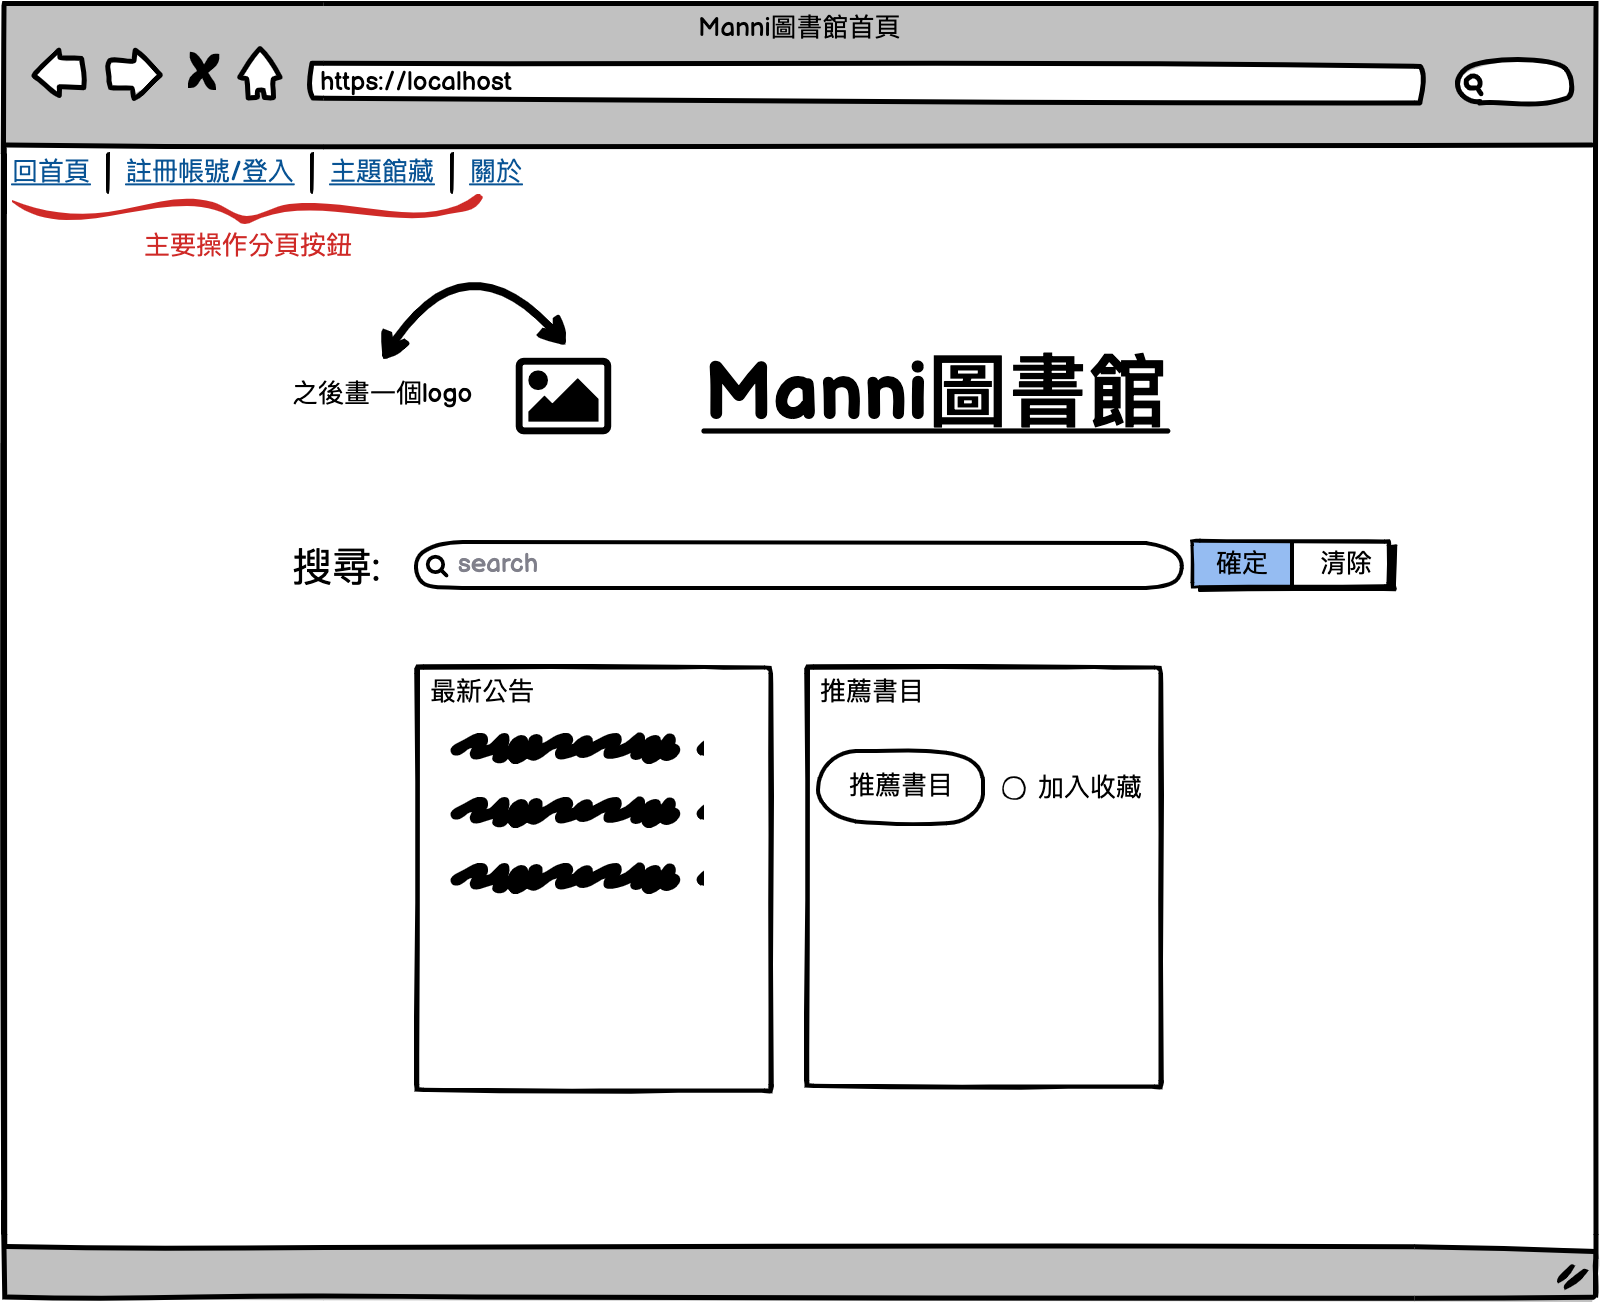 Manni圖書館首頁
https://localhost
回首頁 註冊帳號/登入 主題館藏 關於
主要操作分頁按鈕
之後畫一個logo
Manni圖書館
搜尋: search 確定 清除
最新公告
推薦書目
推薦書目 加入收藏